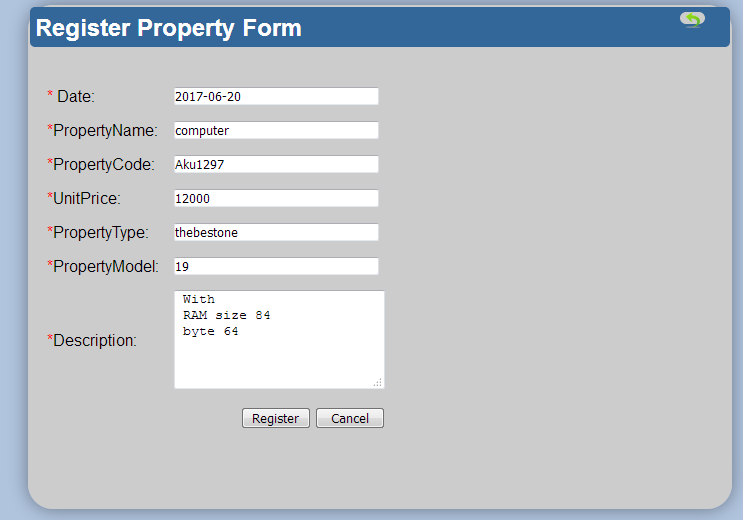 Register Property Form
* Date: 2017-06-20
*PropertyName: computer
*PropertyCode: Aku1297
*UnitPrice: 12000
*PropertyType: thebestone
*PropertyModel: 19
With
RAM size 84
*Description: byte 64
Register Cancel